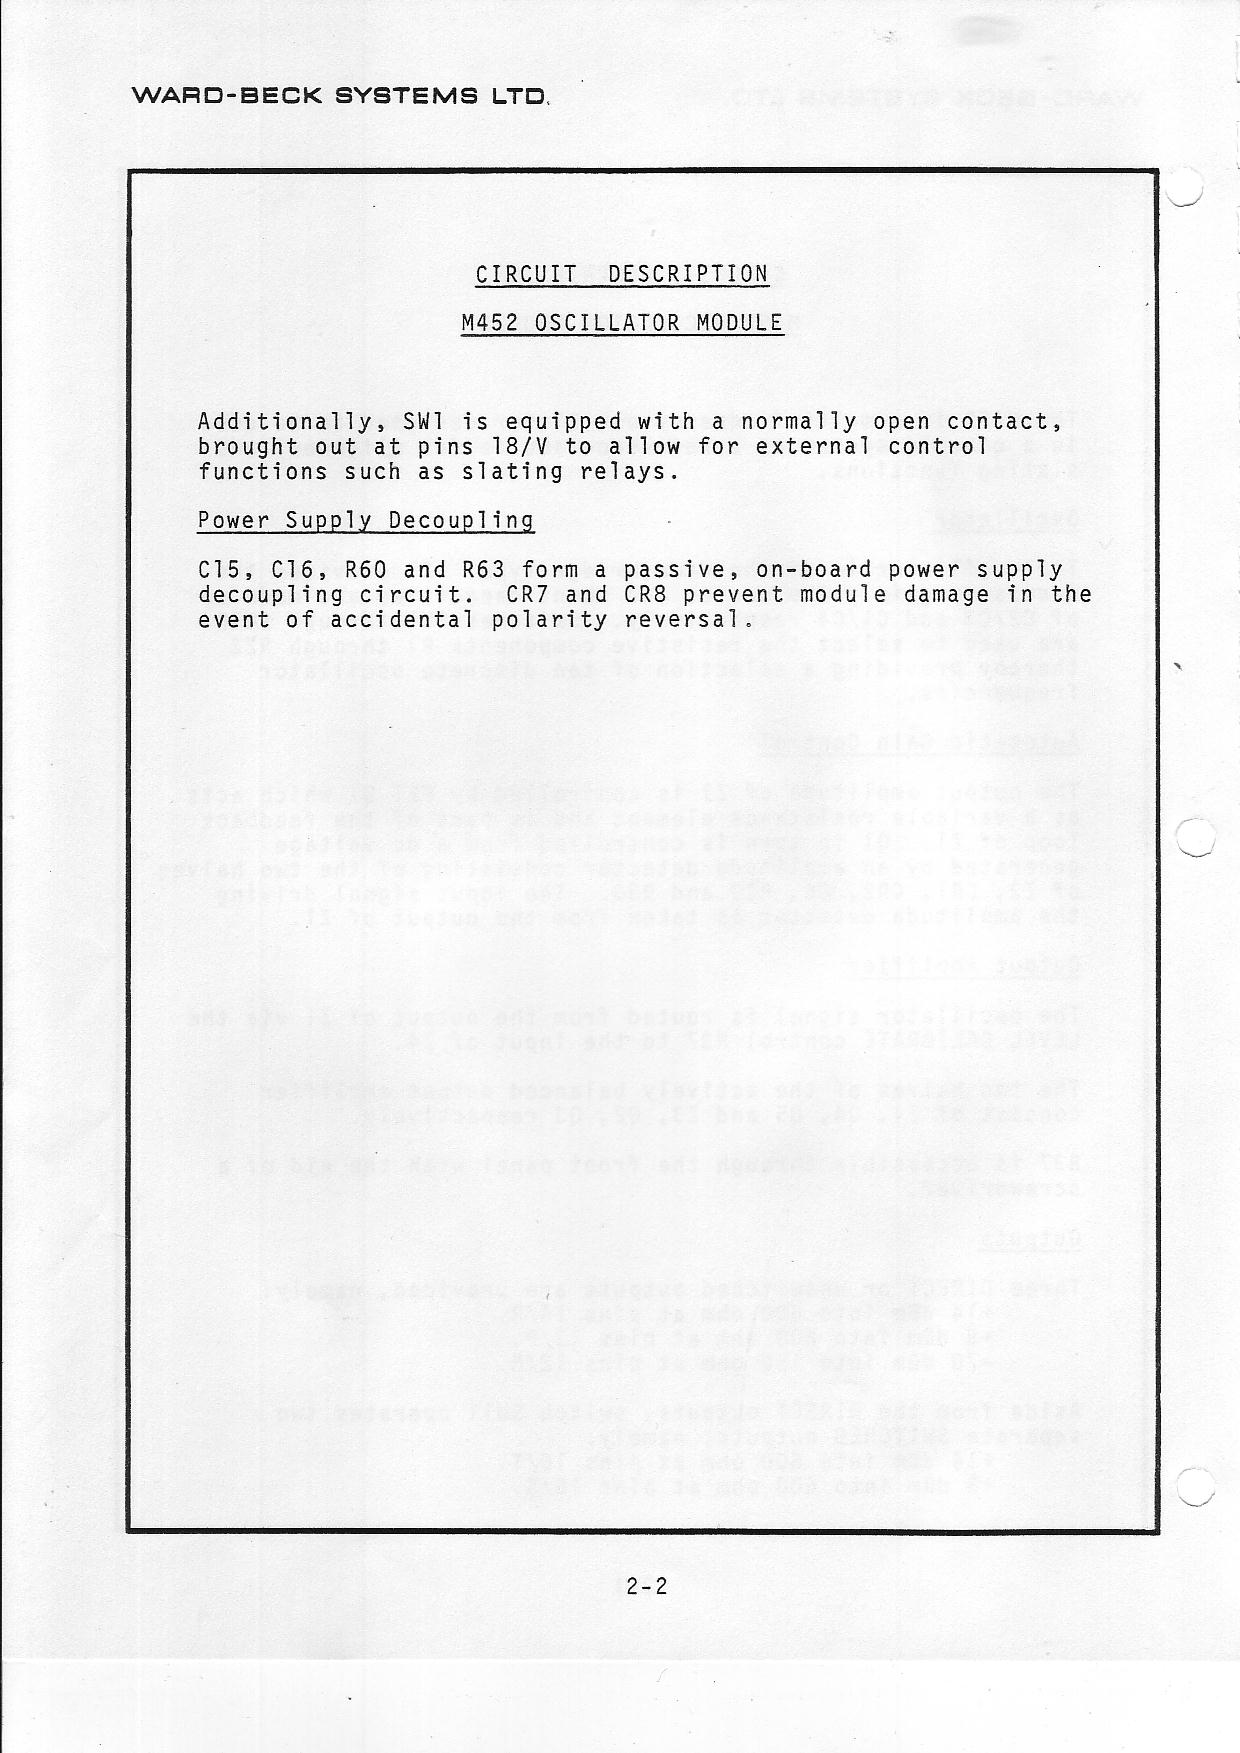 WARD-BECK SYSTEMS LTD.
CIRCUIT DESCRIPTION
M452 OSCILLATOR MODULE
Additionally, SW1 is equipped with a normally open contact,
brought out at pins 18/V to allow for external control
functions such as slating relays.
Power Supply Decoupling
C15, C16, R60 and R63 form a passive, on-board power supply
decoupling circuit. CR7 and CR8 prevent module damage in the
event of accidental polarity reversal.
2-2